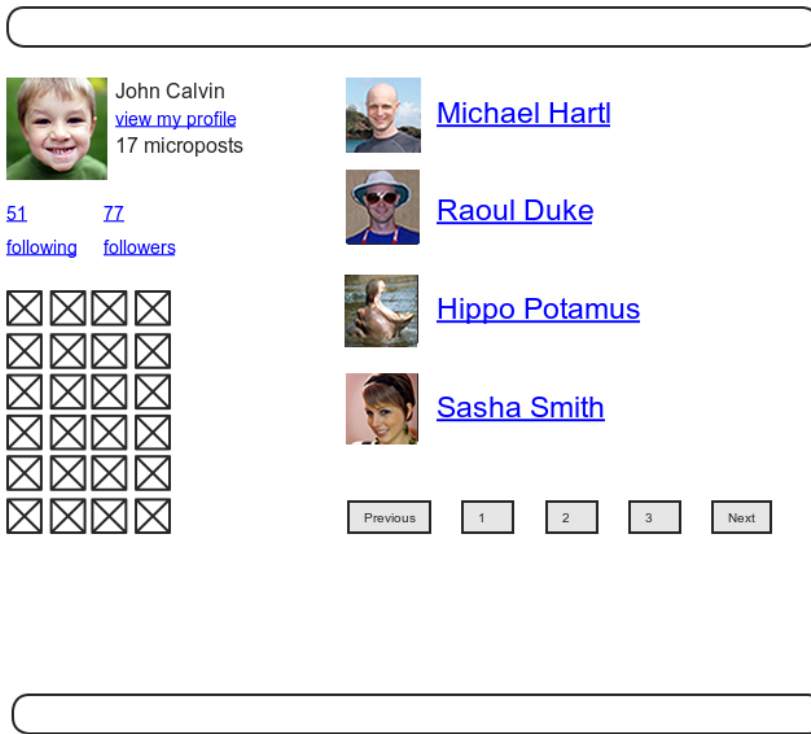 John Calvin
view my profile
17 microposts
51 77
following followers
Michael Hartl
Raoul Duke
Hippo Potamus
Sasha Smith
Previous 1 2 3 Next